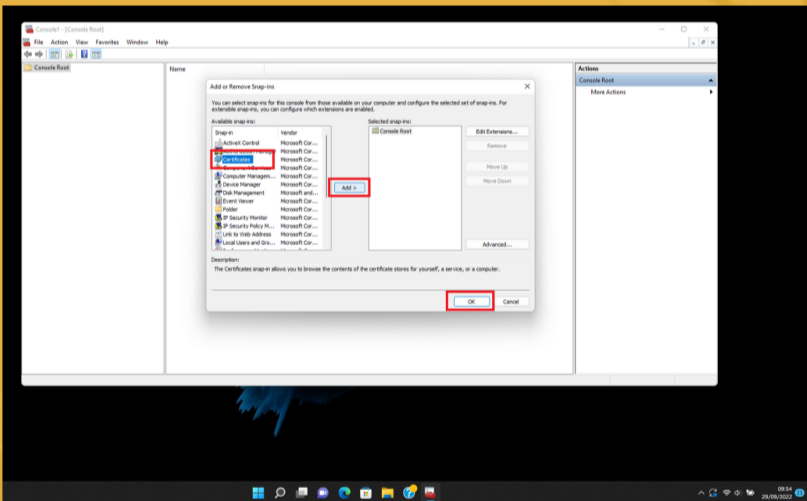 Console1 - [Console Root]
File Action View Favorites Window Help
Console Root
Name
Actions
Console Root
More Actions
Add or Remove Snap-ins
You can select snap-ins for this console from those available on your computer and configure the selected set of snap-ins. For
extensible snap-ins, you can configure which extensions are enabled.
Available snap-ins:
Selected snap-ins:
Snap-in Vendor
ActiveX Control Microsoft Cor...
Microsoft Cor...
Certificates Microsoft Cor...
Microsoft Cor...
Computer Managem... Microsoft Cor...
Device Manager Microsoft Cor...
Disk Management Microsoft and...
Event Viewer Microsoft Cor...
Folder Microsoft Cor...
IP Security Monitor Microsoft Cor...
IP Security Policy M... Microsoft Cor...
Link to Web Address Microsoft Cor...
Local Users and Gro... Microsoft Cor...
Console Root
Add >
Edit Extensions...
Remove
Move Up
Move Down
Advanced...
Description:
The Certificates snap-in allows you to browse the contents of the certificate stores for yourself, a service, or a computer.
OK
Cancel
09:54
29/09/2022